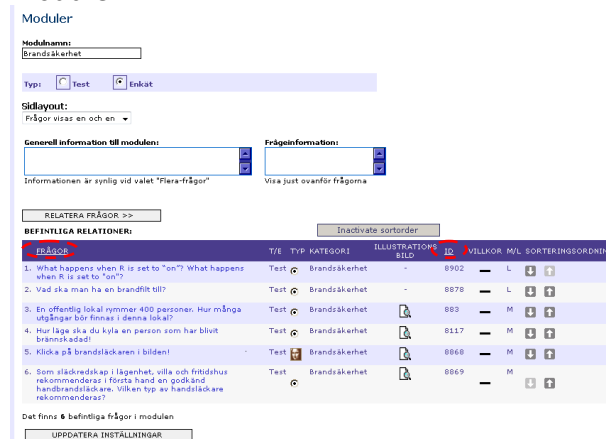 Moduler
Modulnamn:
Brandsäkerhet
Typ: Test Enkät
Sidlayout:
Frågor visas en och en
Generell information till modulen: Frågeinformation:
Informationen är synlig vid valet "Flera-frågor" Visa just ovanför frågorna
RELATERA FRÅGOR >>
BEFINTLIGA RELATIONER: Inactivate sortorder
FRÅGOR T/E TYP KATEGORI ILLUSTRATIONS BILD ID VILLKOR M/L SORTERINGSORDNIN
1. What happens when R is set to "on"? What happens Test Brandsäkerhet - 8902 L
when R is set to "on"?
2. Vad ska man ha en brandfilt till? Test Brandsäkerhet - 8878 L
3. En offentlig lokal rymmer 400 personer. Hur många Test Brandsäkerhet 883 M
utgångar bör finnas i denna lokal?
4. Hur läge ska du kyla en person som har blivit Test Brandsäkerhet 8117 M
brännskadad!
5. Klicka på brandsläckaren i bilden! Test Brandsäkerhet 8868 M
6. Som släckredskap i lägenhet, villa och fritidshus Test Brandsäkerhet 8869 M
rekommenderas i första hand en godkänd
handbrandsläckare. Vilken typ av handsläckare
rekommenderas?
Det finns 6 befintliga frågor i modulen
UPPDATERA INSTÄLLNINGAR